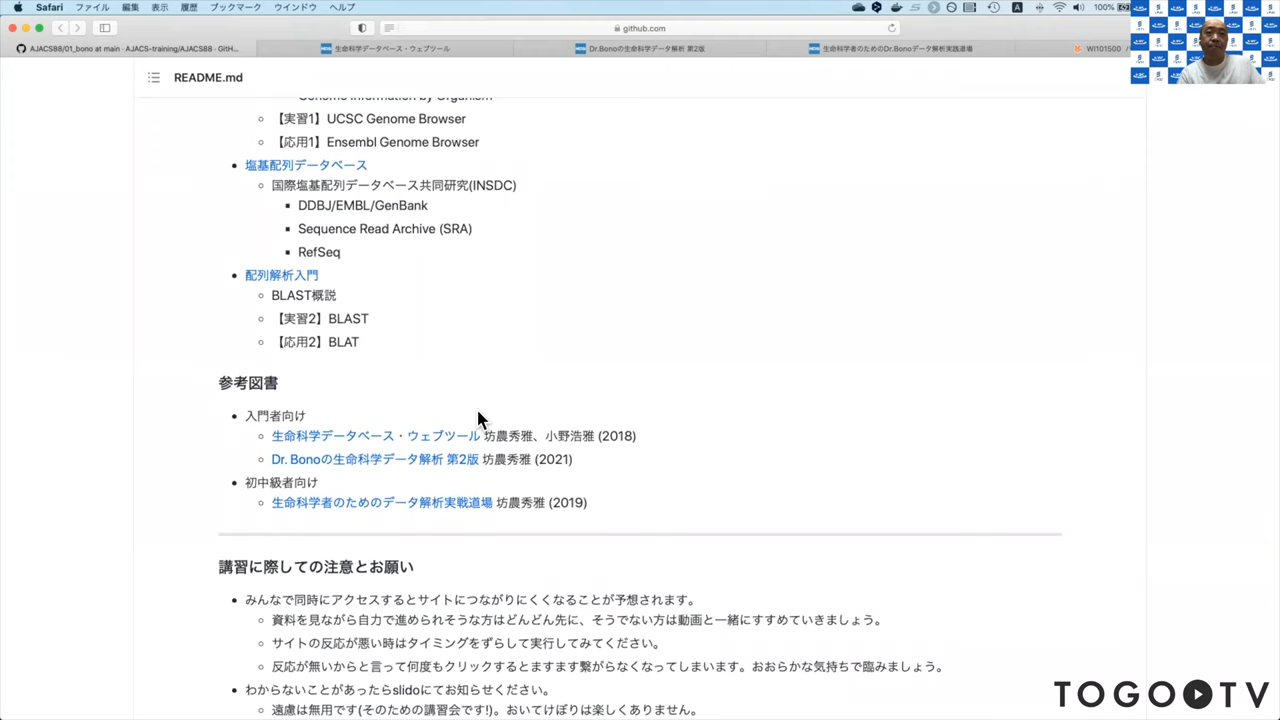 Safari ファイル 編集 表示 履歴 ブックマーク ウインドウ ヘルプ 100%
github.com
AJACS88/01_bono at main · AJACS-training/AJACS88 · GitH...
生命科学データベース・ウェブツール
Dr.Bonoの生命科学データ解析 第2版
生命科学者のためのDr.Bonoデータ解析実践道場
WI101500
README.md
Genome Information by Organism
【実習1】UCSC Genome Browser
【応用1】Ensembl Genome Browser
塩基配列データベース
国際塩基配列データベース共同研究(INSDC)
DDBJ/EMBL/GenBank
Sequence Read Archive (SRA)
RefSeq
配列解析入門
BLAST概説
【実習2】BLAST
【応用2】BLAT
参考図書
入門者向け
生命科学データベース・ウェブツール 坊農秀雅、小野浩雅 (2018)
Dr. Bonoの生命科学データ解析 第2版 坊農秀雅 (2021)
初中級者向け
生命科学者のためのデータ解析実戦道場 坊農秀雅 (2019)
講習に際しての注意とお願い
みんなで同時にアクセスするとサイトにつながりにくくなることが予想されます。
資料を見ながら自力で進められそうな方はどんどん先に、そうでない方は動画と一緒にすすめていきましょう。
サイトの反応が悪い時はタイミングをずらして実行してみてください。
反応が無いからと言って何度もクリックするとますます繋がらなくなってしまいます。おおらかな気持ちで臨みましょう。
わからないことがあったらslidoにてお知らせください。
遠慮は無用です(そのための講習会です!)。おいてけぼりは楽しくありません。
TOGO TV